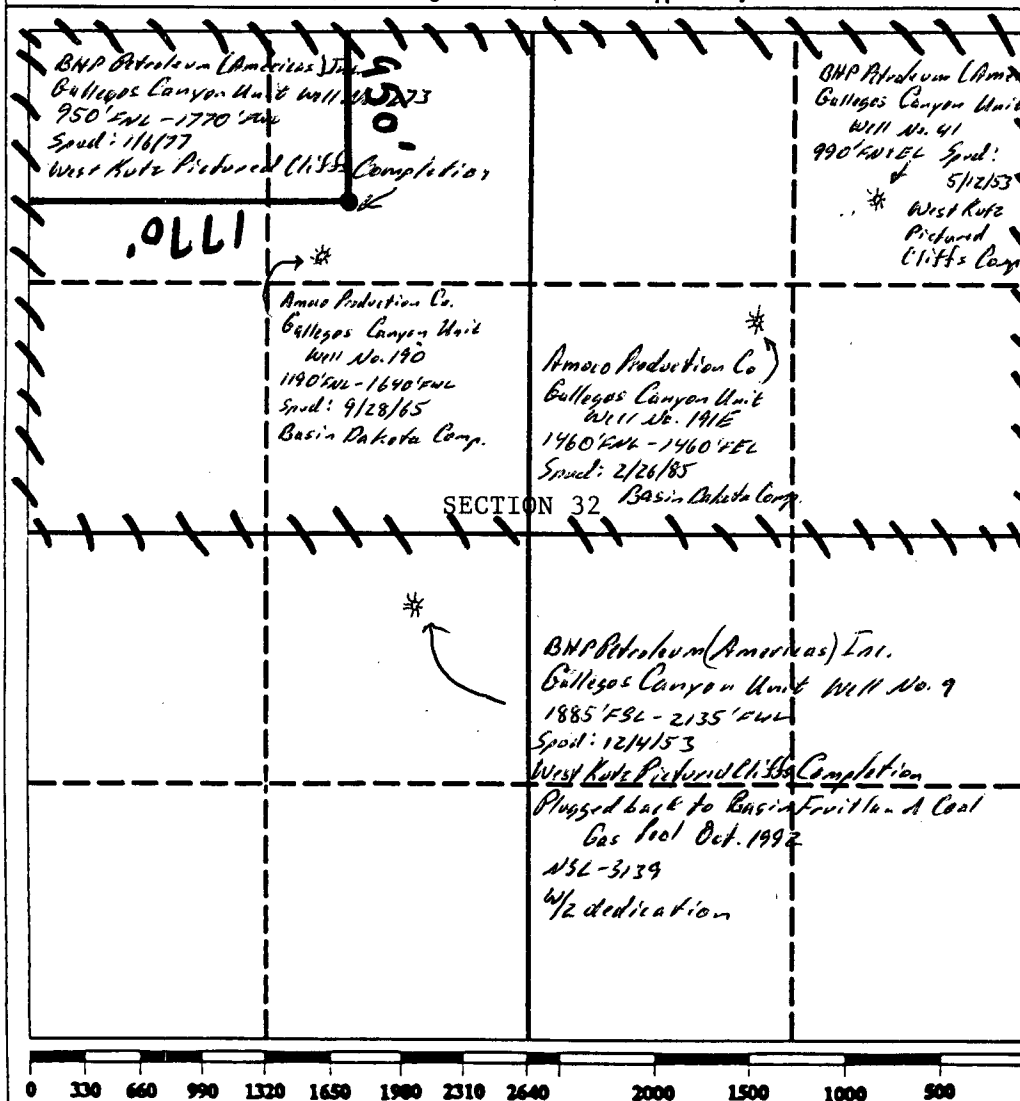 BHP Petroleum (Americas) Inc.
Gallegos Canyon Unit Well No. 273
950' FNL - 1770' FWL
Spud: 1/6/77
West Kutz Pictured Cliffs Completion
950'
1770'
BHP Petroleum (Ame
Gallegos Canyon Unit
Well No. 41
990' FN&EL Spud:
5/12/53
West Kutz
Pictured
Cliffs Comp
Amoco Production Co.
Gallegos Canyon Unit
Well No. 190
1190' FNL - 1640' FWL
Spud: 9/28/65
Basin Dakota Comp.
Amoco Production Co
Gallegos Canyon Unit
Well No. 191E
1460' FNL - 1460' FEL
Spud: 2/26/85
Basin Dakota Comp.
SECTION 32
BHP Petroleum (Americas) Inc.
Gallegos Canyon Unit Well No. 9
1885' FSL - 2135' FWL
Spud: 12/4/53
West Kutz Pictured Cliffs Completion
Plugged back to Basin Fruitland Coal
Gas Pool Oct. 1992
NSL-3139
W/2 dedication
0 330 660 990 1320 1650 1980 2310 2640 2000 1500 1000 500